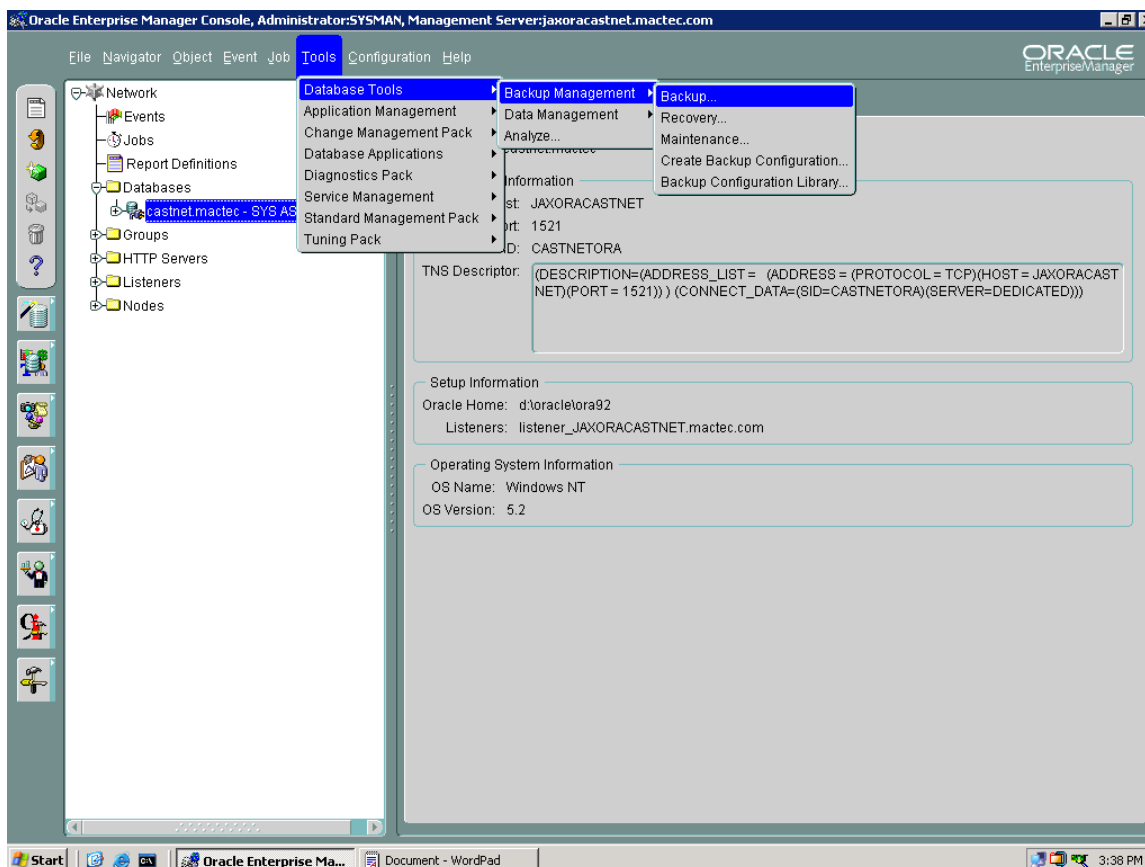 Oracle Enterprise Manager Console, Administrator:SYSMAN, Management Server:jaxoracastnet.mactec.com
File Navigator Object Event Job Tools Configuration Help
ORACLE
EnterpriseManager
Network
Events
Jobs
Report Definitions
Databases
castnet.mactec - SYS AS
Groups
HTTP Servers
Listeners
Nodes
Database Tools
Application Management
Change Management Pack
Database Applications
Diagnostics Pack
Service Management
Standard Management Pack
Tuning Pack
Backup Management
Data Management
Analyze...
Backup...
Recovery...
Maintenance...
Create Backup Configuration...
Backup Configuration Library...
Information
JAXORACASTNET
1521
CASTNETORA
TNS Descriptor:
(DESCRIPTION=(ADDRESS_LIST = (ADDRESS = (PROTOCOL = TCP)(HOST = JAXORACAST
NET)(PORT = 1521)) ) (CONNECT_DATA=(SID=CASTNETORA)(SERVER=DEDICATED)))
Setup Information
Oracle Home: d:\oracle\ora92
Listeners: listener_JAXORACASTNET.mactec.com
Operating System Information
OS Name: Windows NT
OS Version: 5.2
Start
Oracle Enterprise Ma...
Document - WordPad
3:38 PM